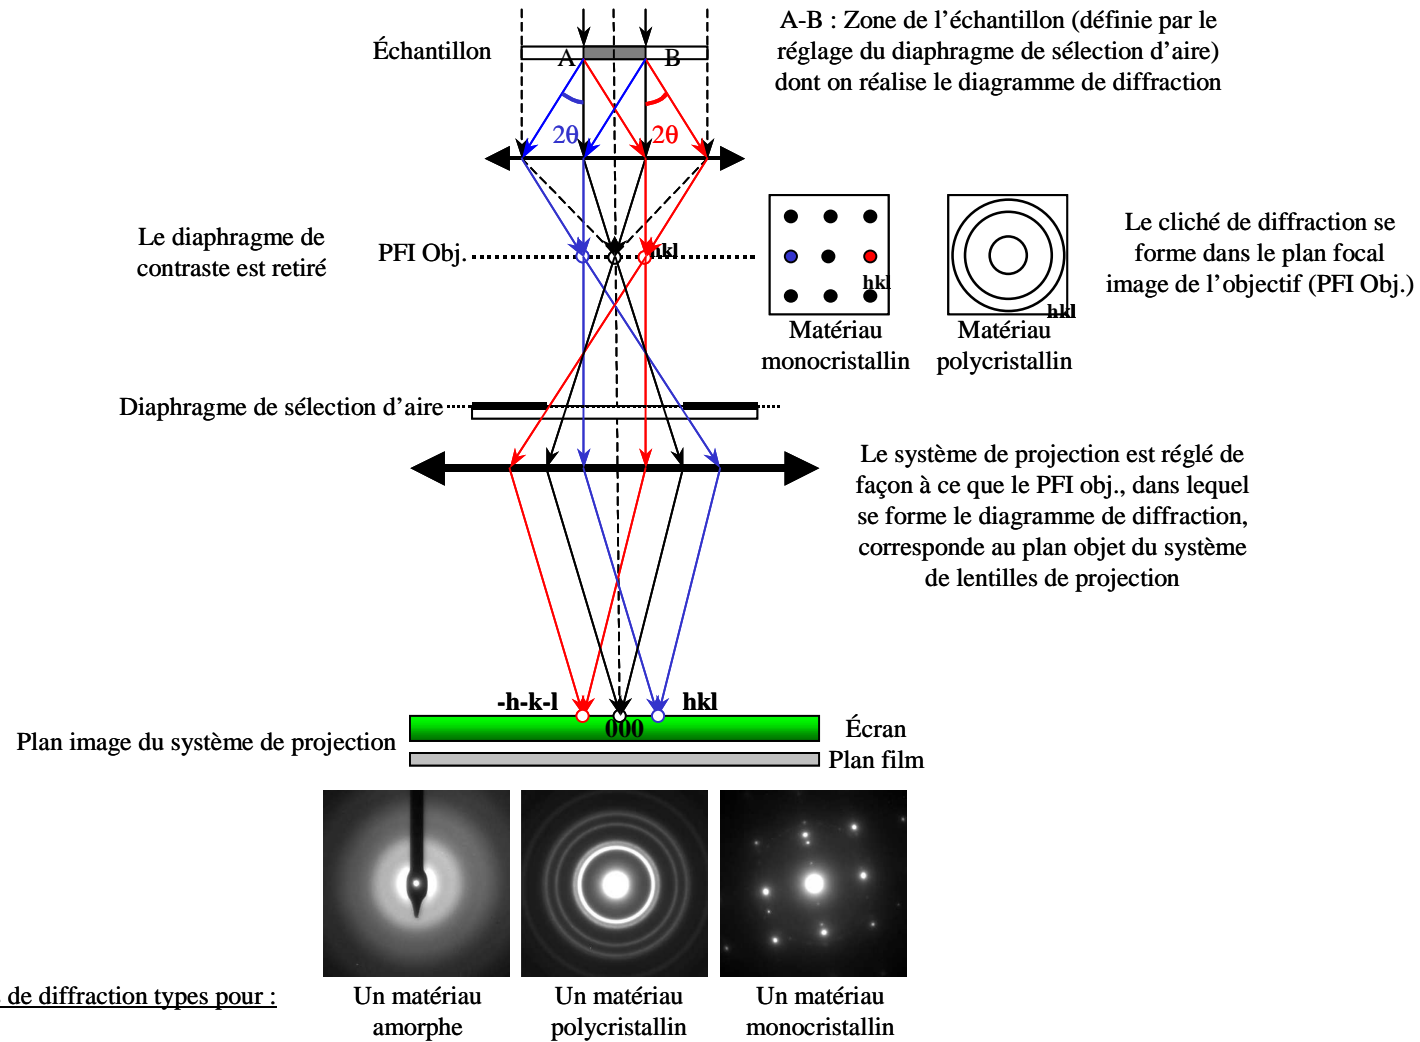 A-B : Zone de l’échantillon (définie par le
réglage du diaphragme de sélection d’aire)
dont on réalise le diagramme de diffraction
Échantillon
A
B
2θ
2θ
Le diaphragme de
contraste est retiré
PFI Obj.
hkl
hkl
hkl
Matériau
monocristallin
Matériau
polycristallin
Le cliché de diffraction se
forme dans le plan focal
image de l’objectif (PFI Obj.)
Diaphragme de sélection d’aire
Le système de projection est réglé de
façon à ce que le PFI obj., dans lequel
se forme le diagramme de diffraction,
corresponde au plan objet du système
de lentilles de projection
-h-k-l
hkl
000
Plan image du système de projection
Écran
Plan film
de diffraction types pour :
Un matériau
amorphe
Un matériau
polycristallin
Un matériau
monocristallin